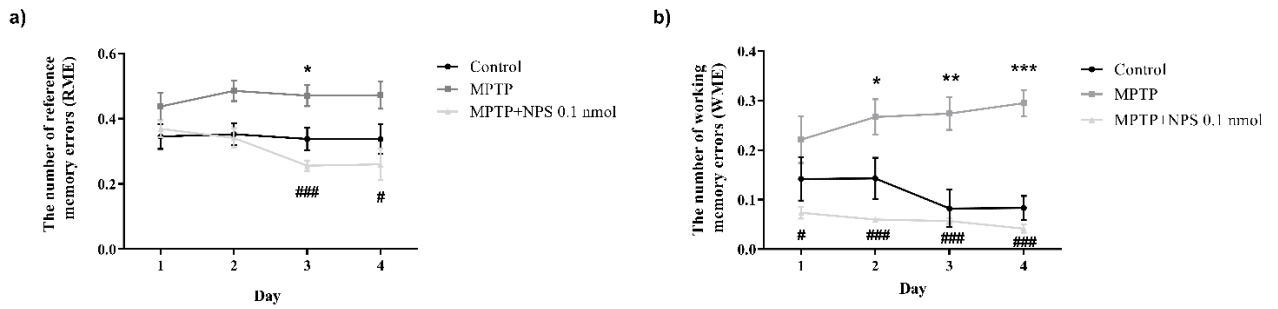 a)
The number of reference
memory errors (RME)
0.6
0.4
0.2
0.0
*
###
#
1 2 3 4
Day
Control
MPTP
MPTP+NPS 0.1 nmol
b)
The number of working
memory errors (WME)
0.4
0.3
0.2
0.1
0.0
* ** ***
# ### ### ###
1 2 3 4
Day
Control
MPTP
MPTP+NPS 0.1 nmol